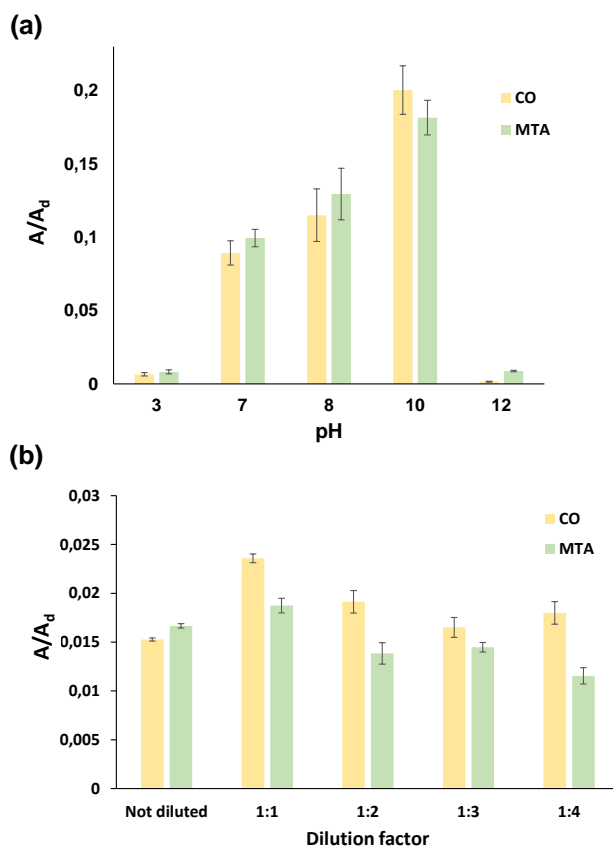 (a)
0,2
0,15
0,1
0,05
0
A/Ad
CO
MTA
3 7 8 10 12
pH
(b)
0,03
0,025
0,02
0,015
0,01
0,005
0
A/Ad
CO
MTA
Not diluted 1:1 1:2 1:3 1:4
Dilution factor